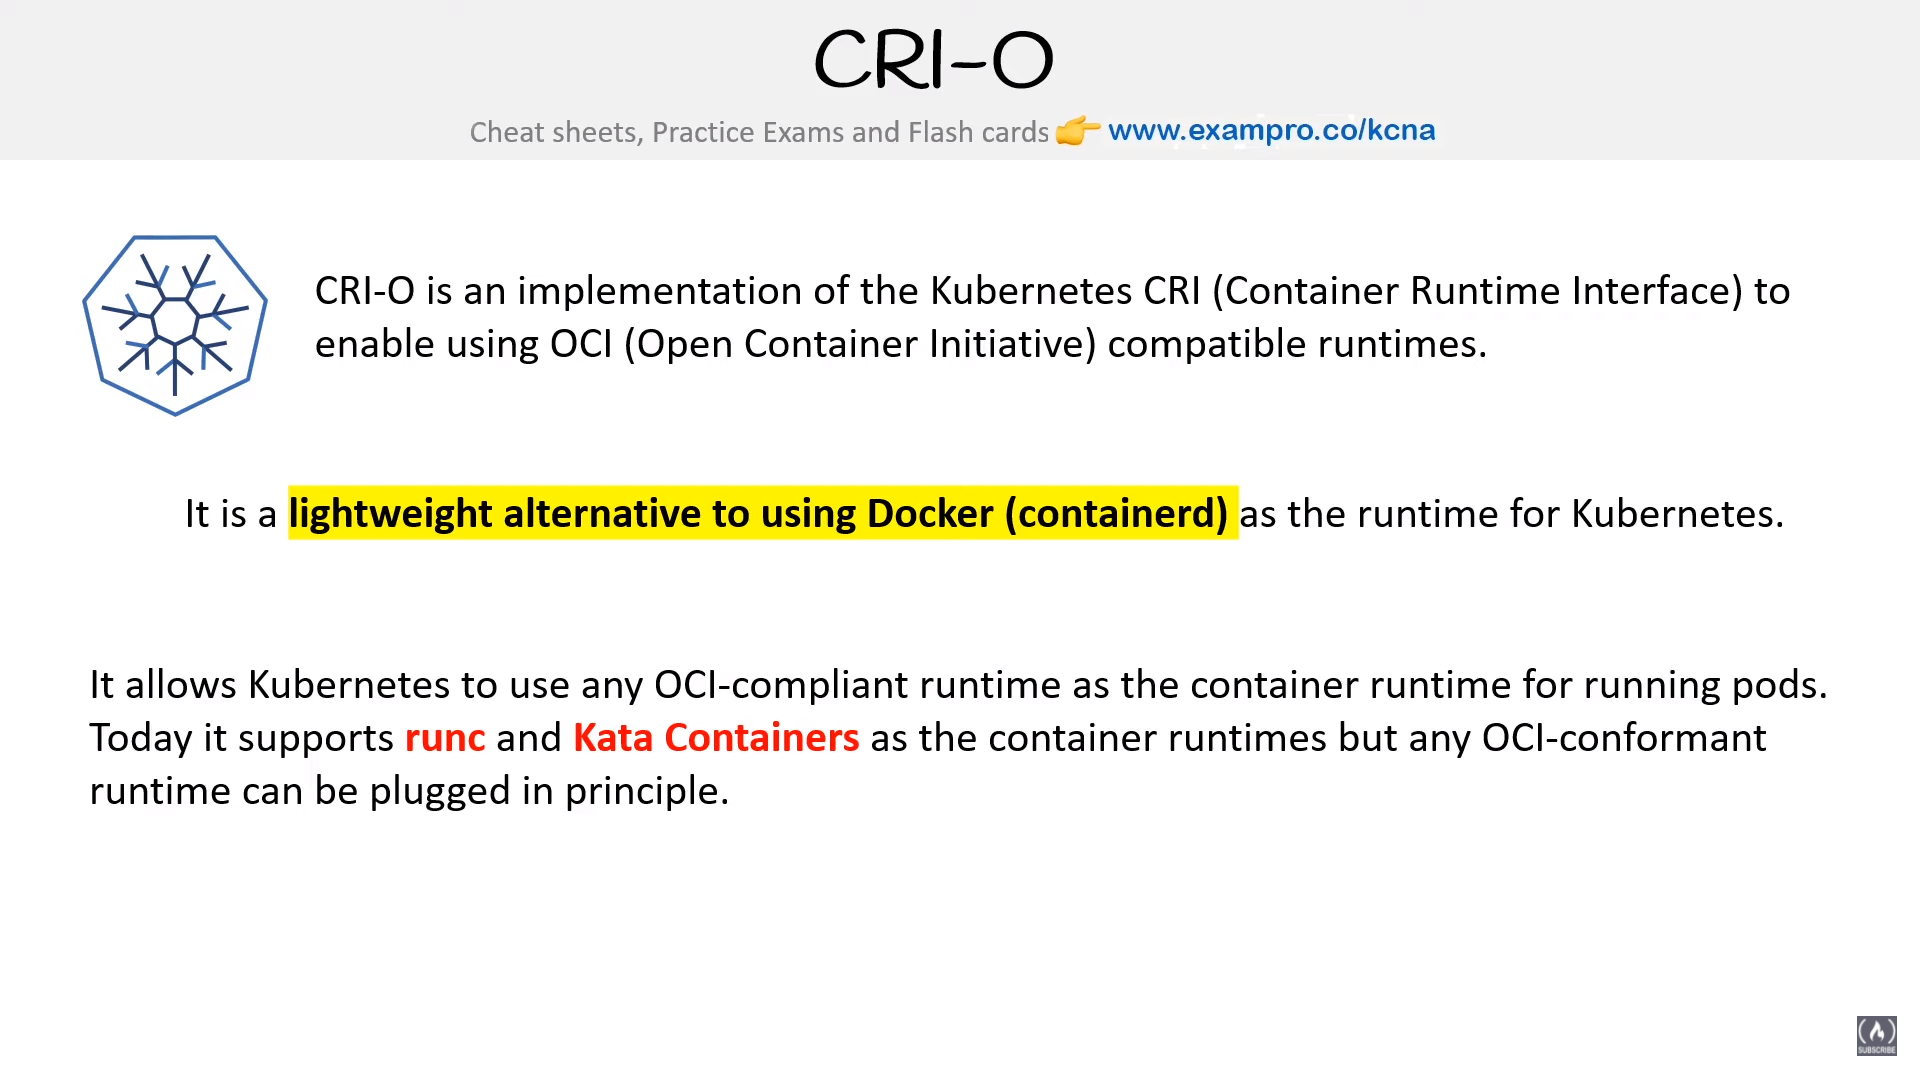 CRI-O
Cheat sheets, Practice Exams and Flash cards 👉 www.exampro.co/kcna
CRI-O is an implementation of the Kubernetes CRI (Container Runtime Interface) to
enable using OCI (Open Container Initiative) compatible runtimes.
It is a lightweight alternative to using Docker (containerd) as the runtime for Kubernetes.
It allows Kubernetes to use any OCI-compliant runtime as the container runtime for running pods.
Today it supports runc and Kata Containers as the container runtimes but any OCI-conformant
runtime can be plugged in principle.
SUBSCRIBE